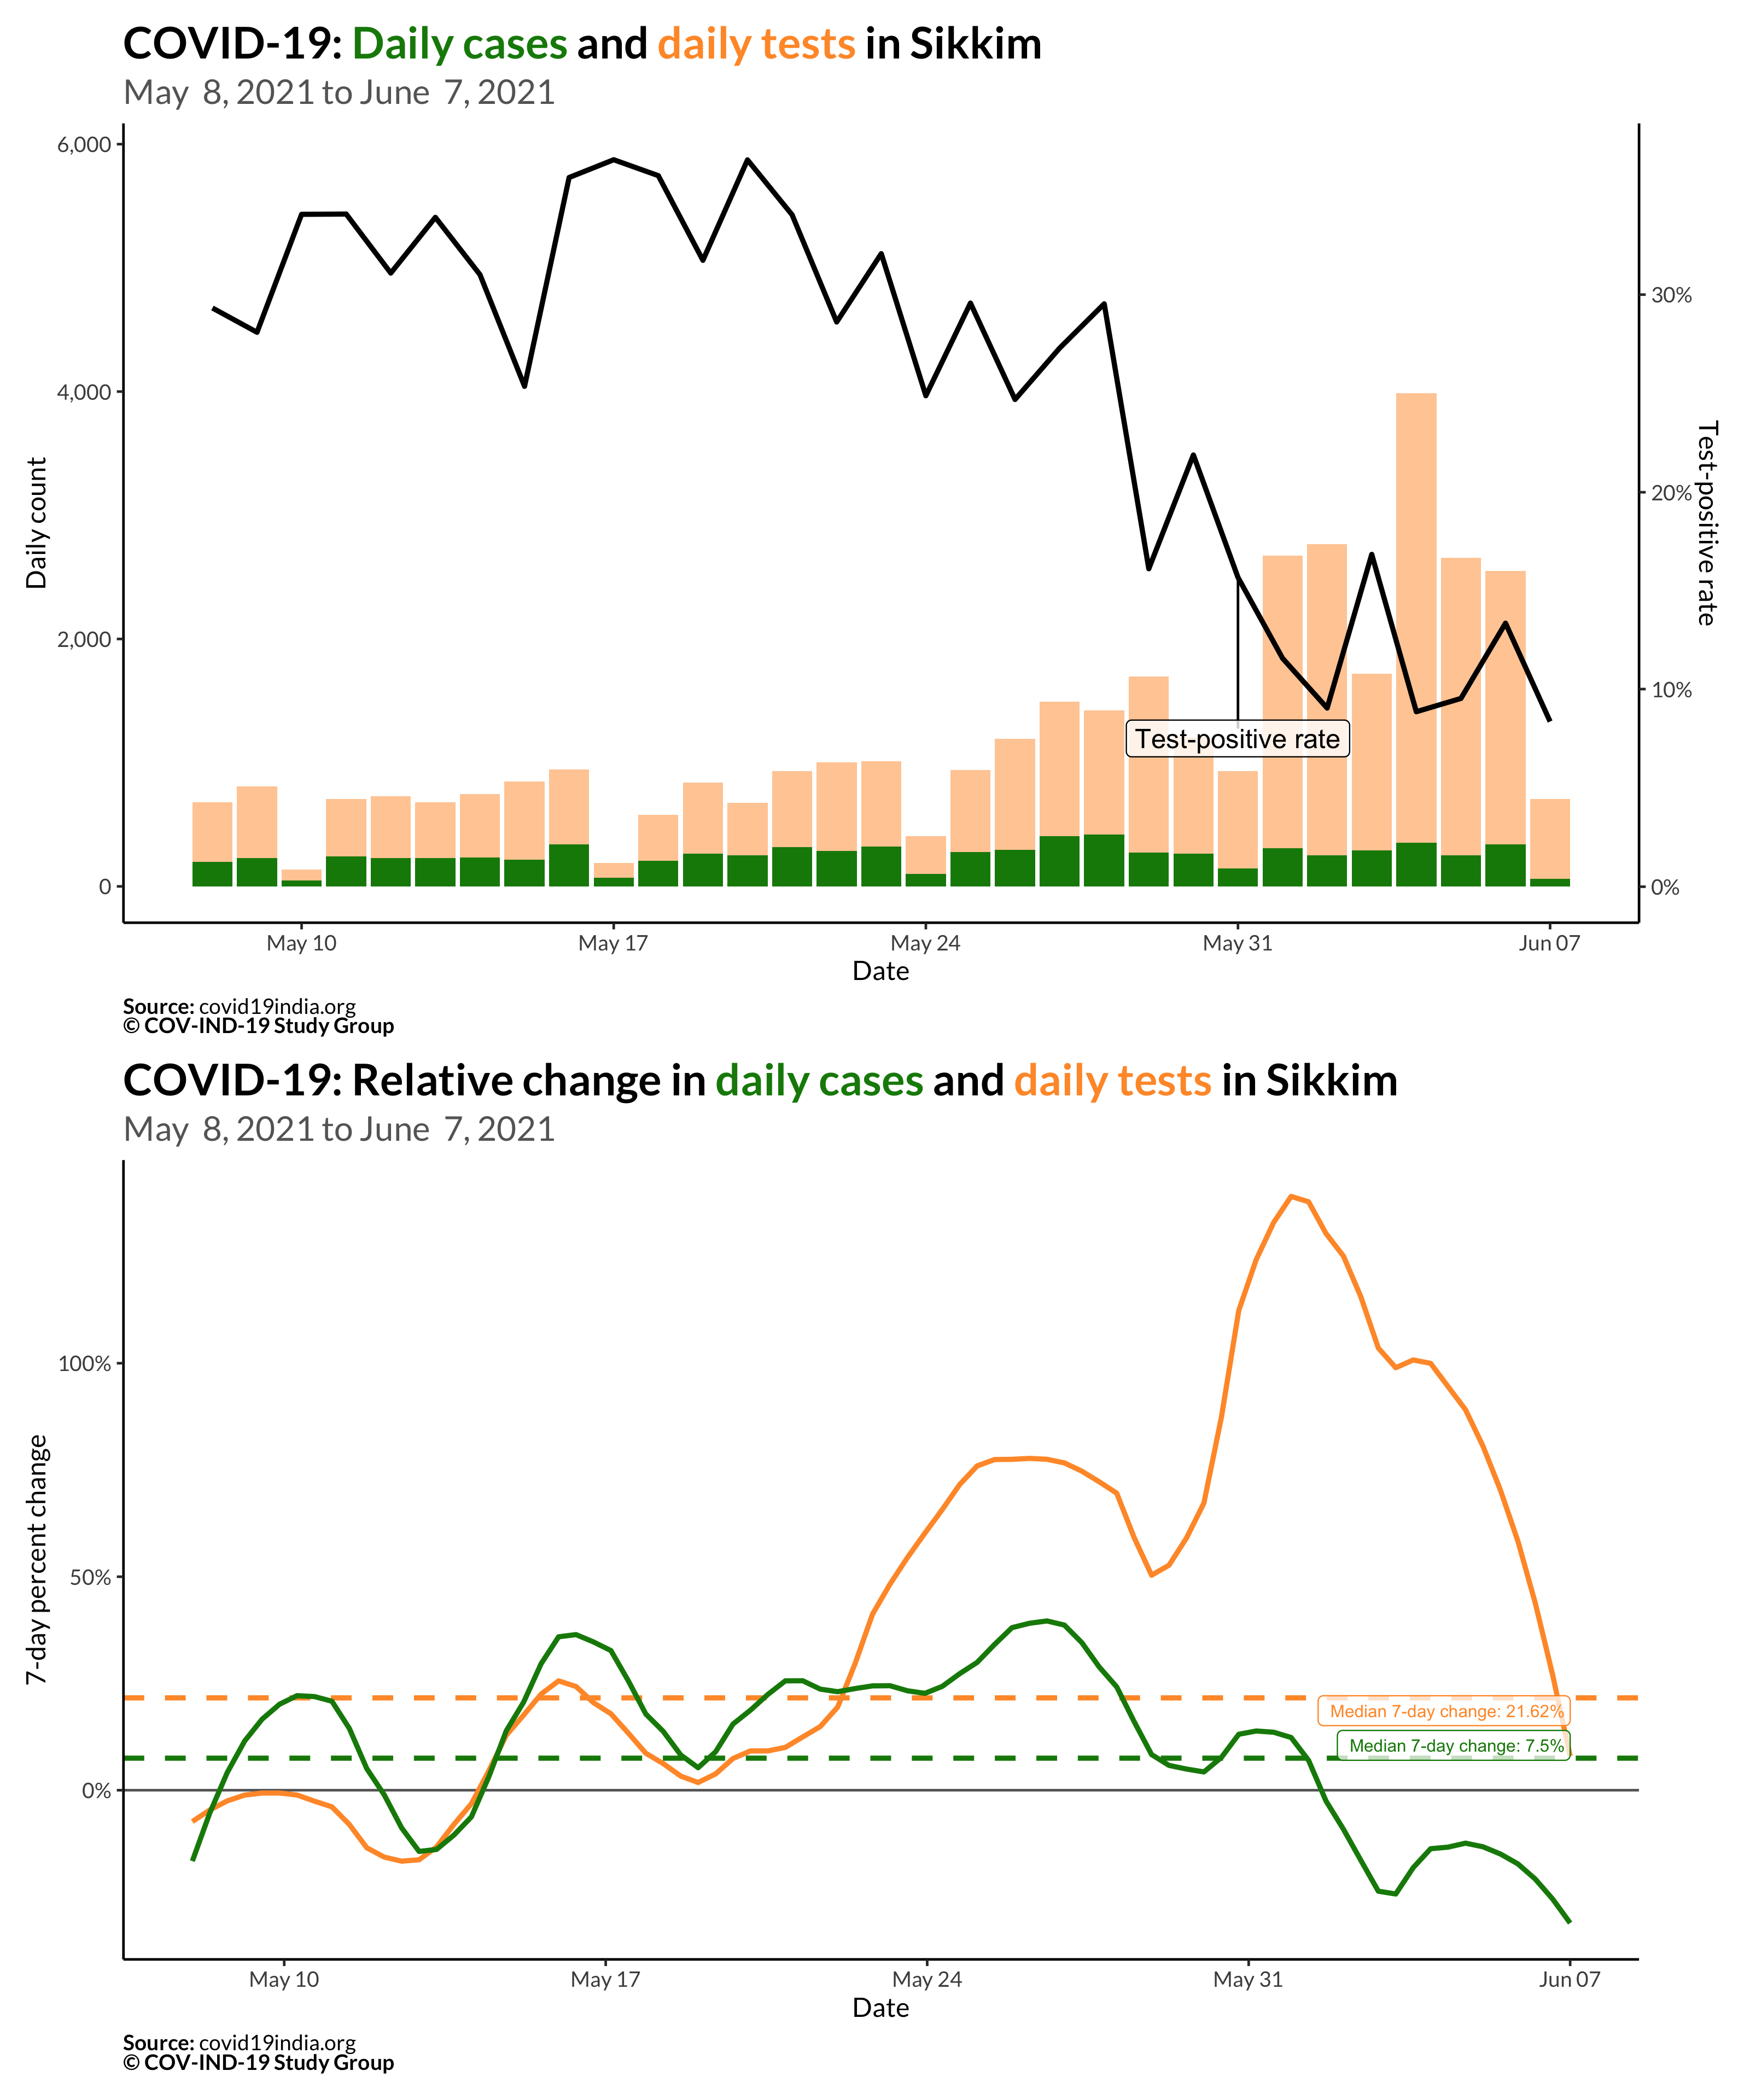 COVID-19: Daily cases and daily tests in Sikkim
May 8, 2021 to June 7, 2021
6,000
4,000
2,000
0
Daily count
30%
20%
10%
0%
Test-positive rate
Test-positive rate
May 10
May 17
May 24
May 31
Jun 07
Date
Source: covid19india.org
© COV-IND-19 Study Group
COVID-19: Relative change in daily cases and daily tests in Sikkim
May 8, 2021 to June 7, 2021
100%
50%
0%
7-day percent change
Median 7-day change: 21.62%
Median 7-day change: 7.5%
May 10
May 17
May 24
May 31
Jun 07
Date
Source: covid19india.org
© COV-IND-19 Study Group